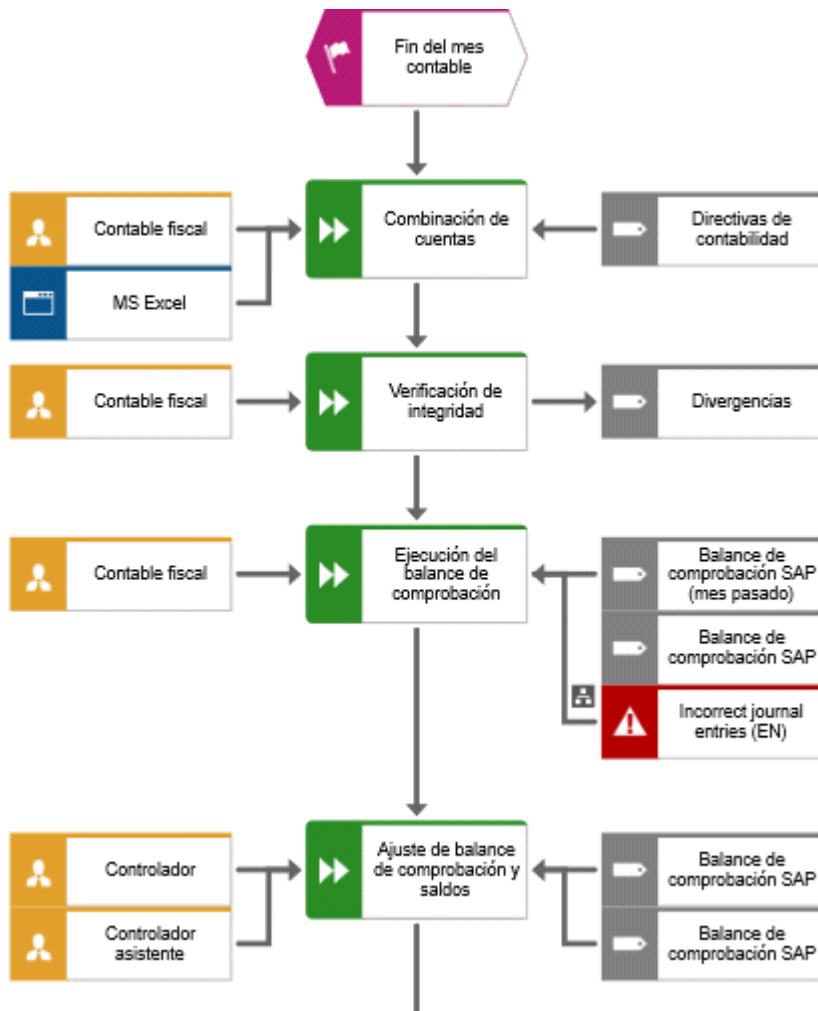 Fin del mes
contable
Contable fiscal
Combinación de
cuentas
Directivas de
contabilidad
MS Excel
Contable fiscal
Verificación de
integridad
Divergencias
Contable fiscal
Ejecución del
balance de
comprobación
Balance de
comprobación SAP
(mes pasado)
Balance de
comprobación SAP
Incorrect journal
entries (EN)
Controlador
Ajuste de balance
de comprobación y
saldos
Balance de
comprobación SAP
Controlador
asistente
Balance de
comprobación SAP